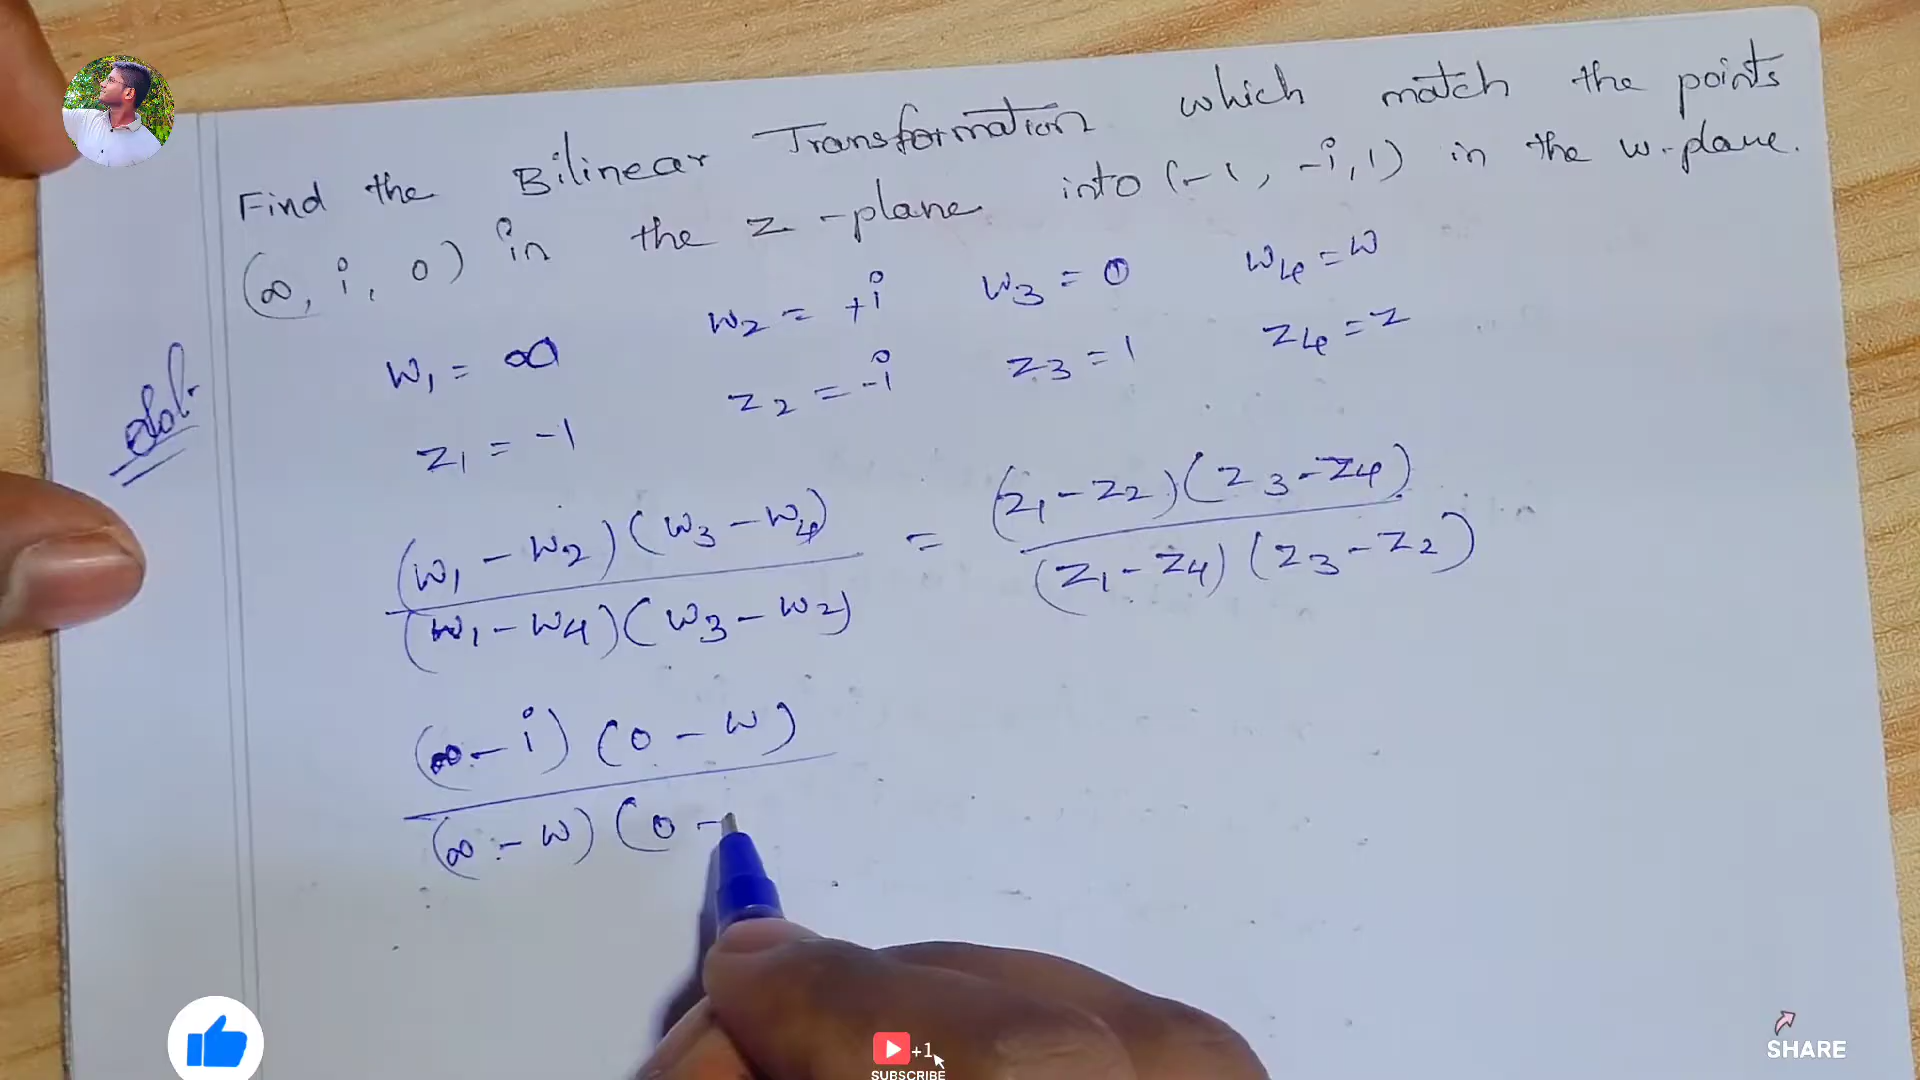 Find the Bilinear Transformation which match the points
(∞, i, 0) in the z-plane into (-1, -i, 1) in the w-plane.
Sol.
w₁ = ∞ w₂ = +i w₃ = 0 w₄ = w
z₁ = -1 z₂ = -i z₃ = 1 z₄ = z
(w₁ - w₂)(w₃ - w₄) = (z₁ - z₂)(z₃ - z₄)
(w₁ - w₄)(w₃ - w₂) (z₁ - z₄)(z₃ - z₂)
(∞ - i)(0 - w)
(∞ - w)(0 -
+1
SUBSCRIBE
SHARE